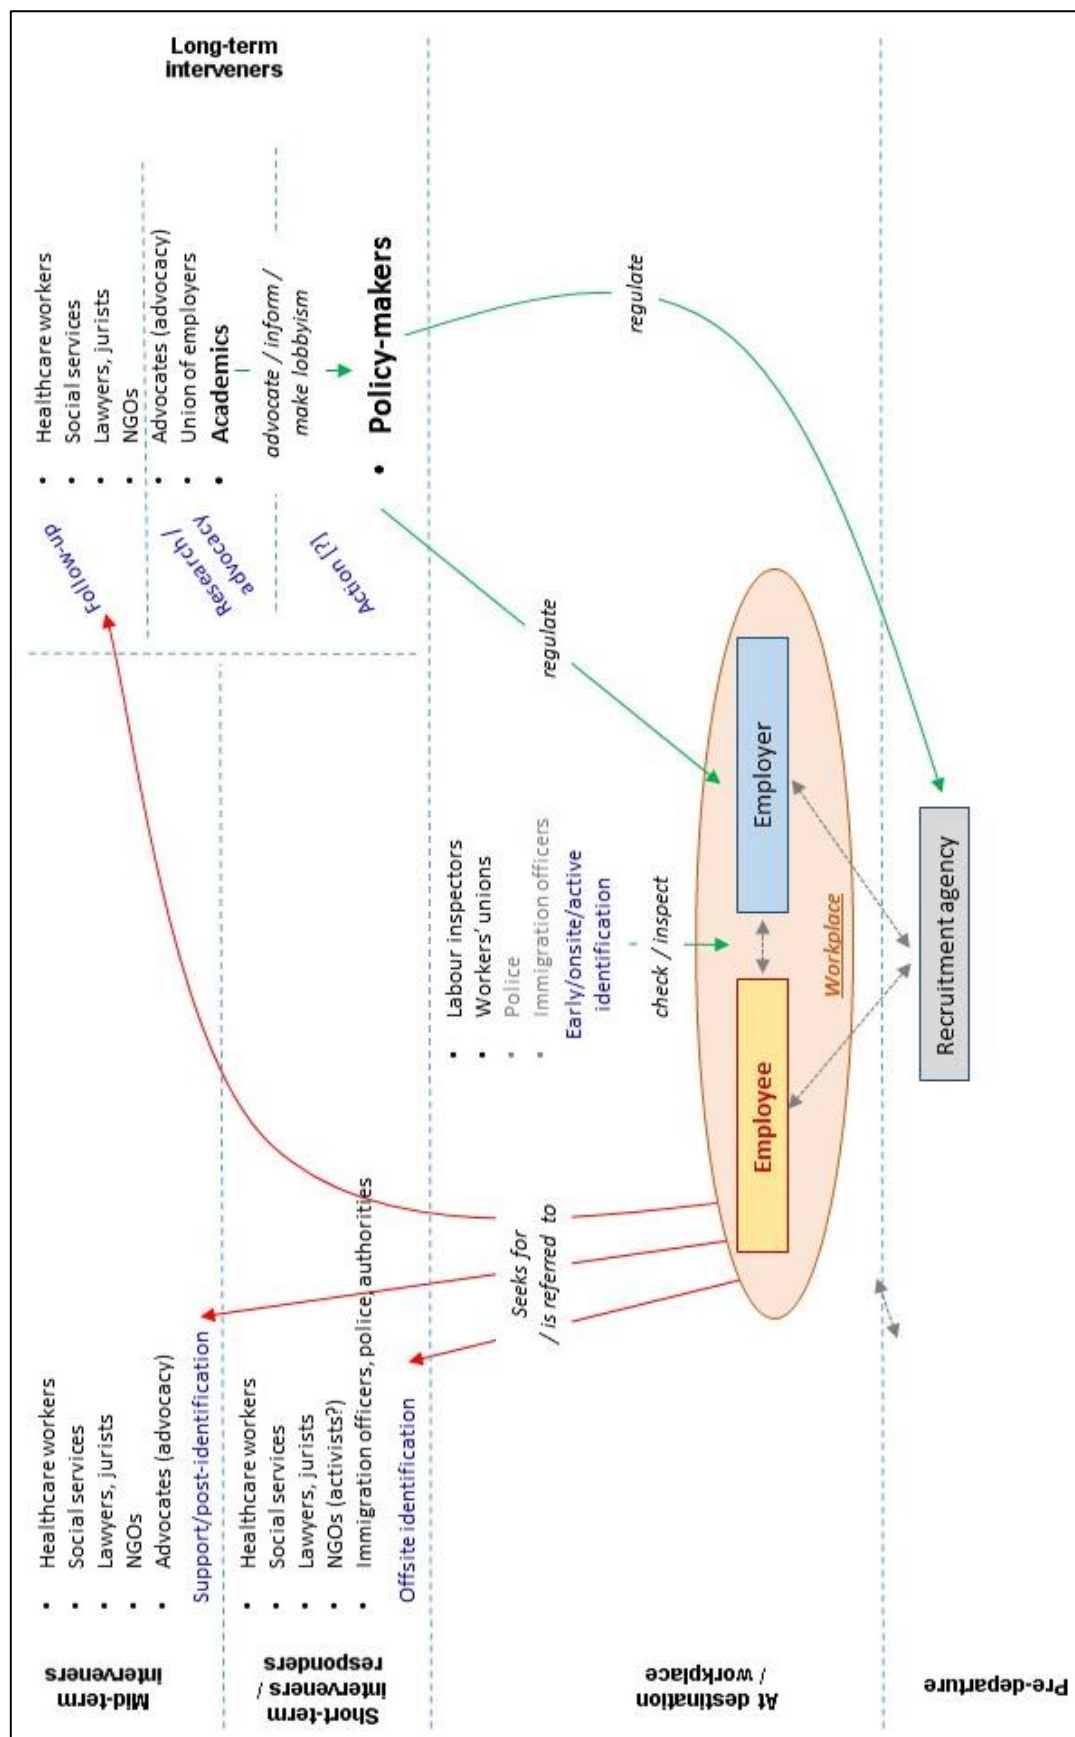 Mid-term
interveners
• Healthcare workers
• Social services
• Lawyers, jurists
• NGOs
• Advocates (advocacy)
Support/post-identification
Short-term
interveners /
responders
• Healthcare workers
• Social services
• Lawyers, jurists
• NGOs (activists?)
• Immigration officers, police, authorities
Offsite identification
Long-term
interveners
Follow-up
• Healthcare workers
• Social services
• Lawyers, jurists
• NGOs
Research /
advocacy
• Advocates (advocacy)
• Union of employers
• Academics
advocate / inform /
make lobbyism
Action [?]
• Policy-makers
At destination
/ workplace
Seeks for
/ is referred to
• Labour inspectors
• Workers' unions
• Police
• Immigration officers
Early/onsite/active
identification
check / inspect
regulate
regulate
Employee
Employer
Workplace
Pre-departure
Recruitment agency